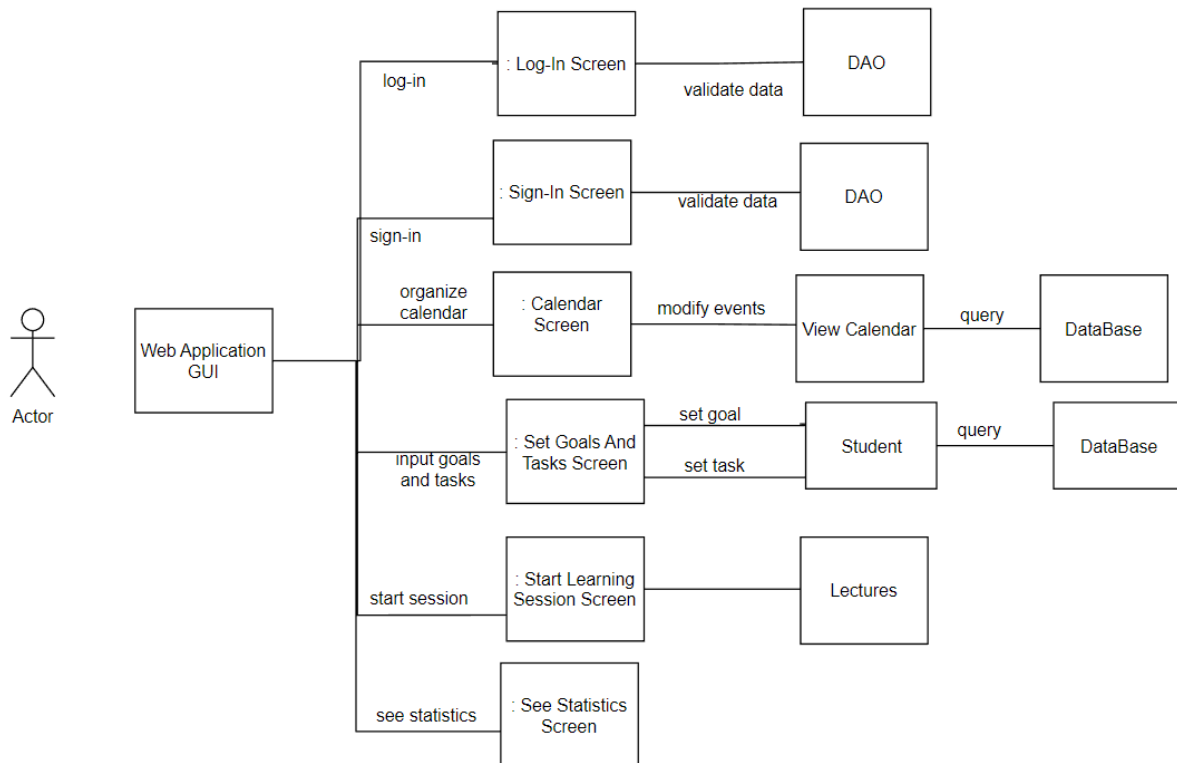 log-in
: Log-In Screen
validate data
DAO
sign-in
: Sign-In Screen
validate data
DAO
Actor
Web Application
GUI
organize
calendar
: Calendar
Screen
modify events
View Calendar
query
DataBase
input goals
and tasks
: Set Goals And
Tasks Screen
set goal
set task
Student
query
DataBase
start session
: Start Learning
Session Screen
Lectures
see statistics
: See Statistics
Screen